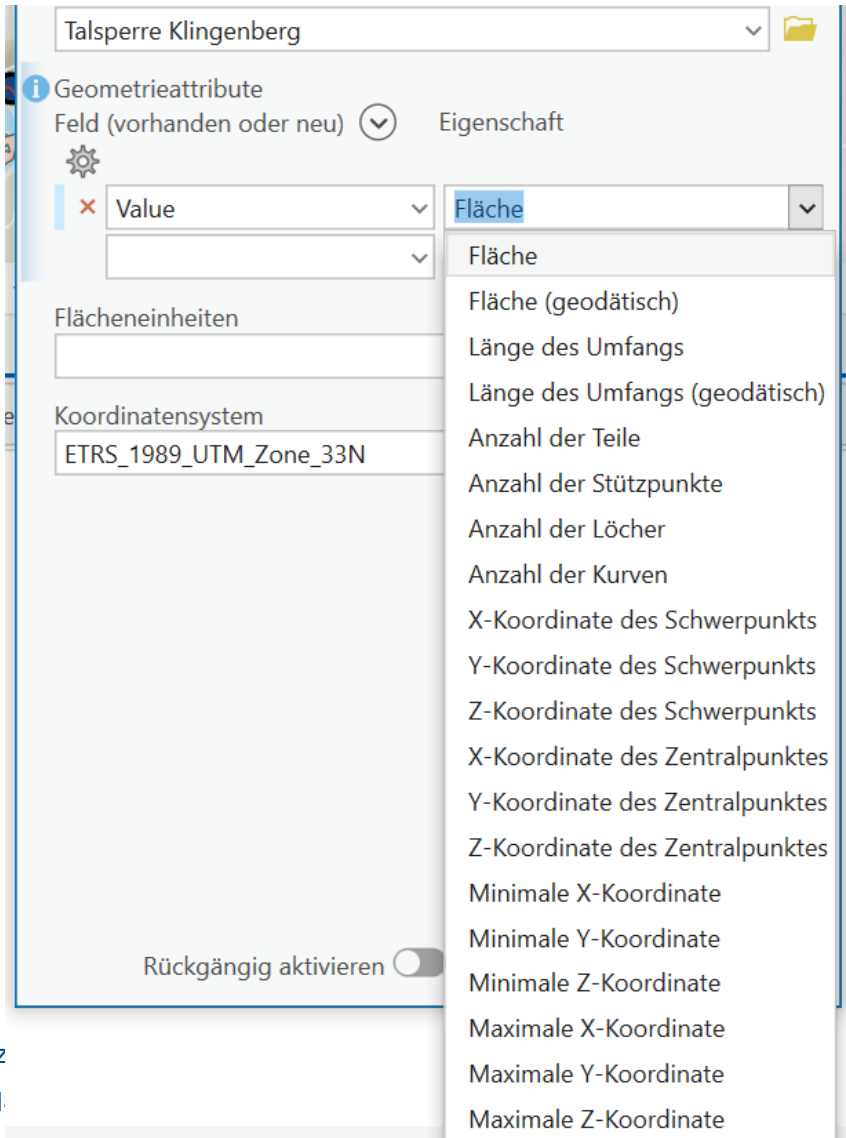 Talsperre Klingenberg
Geometrieattribute
Feld (vorhanden oder neu)
Eigenschaft
Value
Fläche
Fläche
Fläche (geodätisch)
Länge des Umfangs
Länge des Umfangs (geodätisch)
Anzahl der Teile
Anzahl der Stützpunkte
Anzahl der Löcher
Anzahl der Kurven
X-Koordinate des Schwerpunkts
Y-Koordinate des Schwerpunkts
Z-Koordinate des Schwerpunkts
X-Koordinate des Zentralpunktes
Y-Koordinate des Zentralpunktes
Z-Koordinate des Zentralpunktes
Minimale X-Koordinate
Minimale Y-Koordinate
Minimale Z-Koordinate
Maximale X-Koordinate
Maximale Y-Koordinate
Maximale Z-Koordinate
Flächeneinheiten
Koordinatensystem
ETRS_1989_UTM_Zone_33N
Rückgängig aktivieren